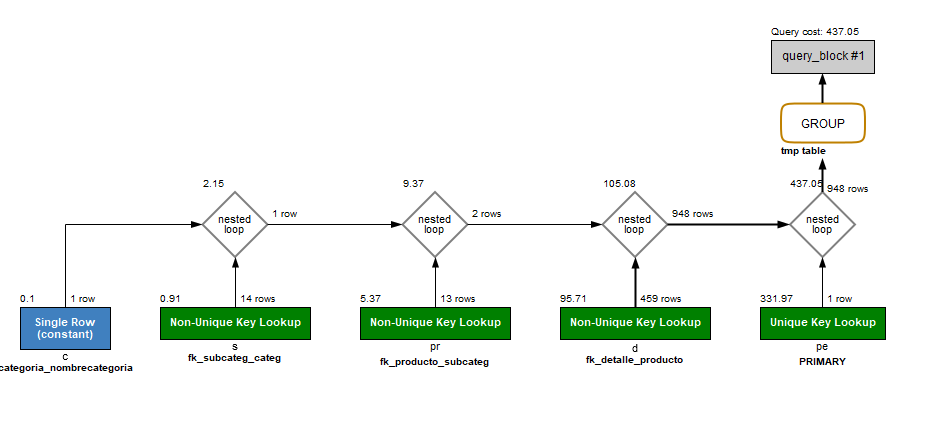 Query cost: 437.05
query_block #1
GROUP
tmp table
2.15
9.37
105.08
437.05
948 rows
nested
loop
1 row
nested
loop
2 rows
nested
loop
948 rows
nested
loop
0.1
1 row
0.91
14 rows
5.37
13 rows
95.71
459 rows
331.97
1 row
Single Row
(constant)
Non-Unique Key Lookup
Non-Unique Key Lookup
Non-Unique Key Lookup
Unique Key Lookup
c
categoria_nombrecategoria
s
fk_subcateg_categ
pr
fk_producto_subcateg
d
fk_detalle_producto
pe
PRIMARY